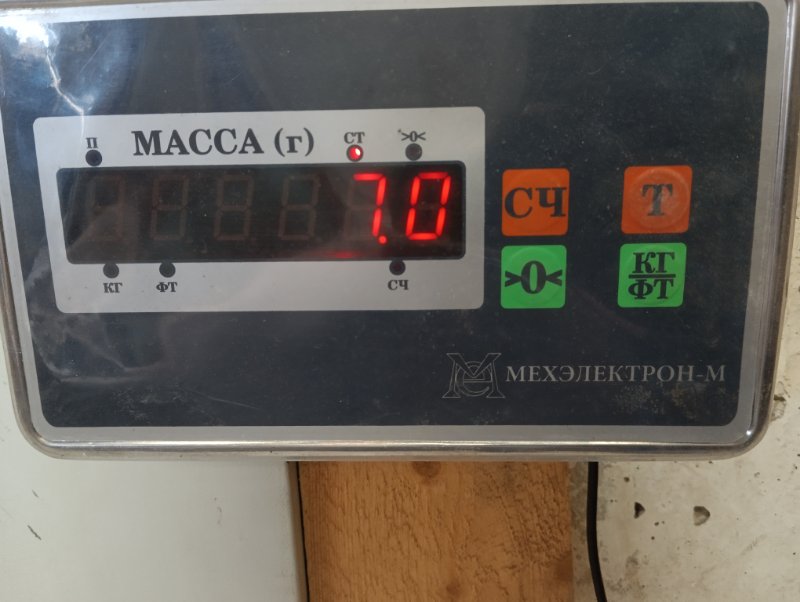 П МАССА (г) СТ >0<
7.0
КГ ФТ СЧ
СЧ Т
>0< КГ
ФТ
МЕХЭЛЕКТРОН-М